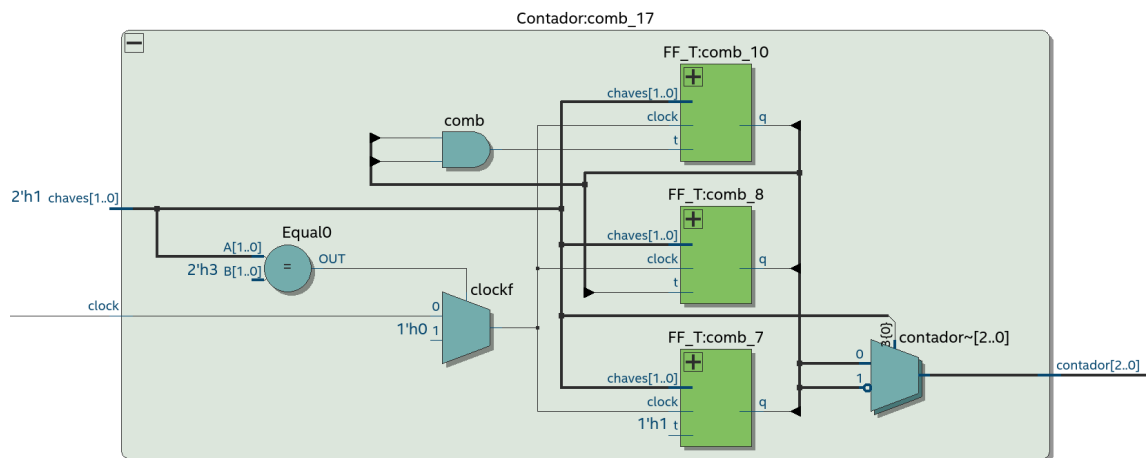 Contador:comb_17
FF_T:comb_10
chaves[1..0]
clock
t
q
comb
2'h1 chaves[1..0]
FF_T:comb_8
chaves[1..0]
clock
t
q
Equal0
A[1..0]
2'h3 B[1..0]
=
OUT
clock
clockf
0
1'h0 1
FF_T:comb_7
chaves[1..0]
clock
1'h1 t
q
contador~[2..0]
0
1
contador[2..0]